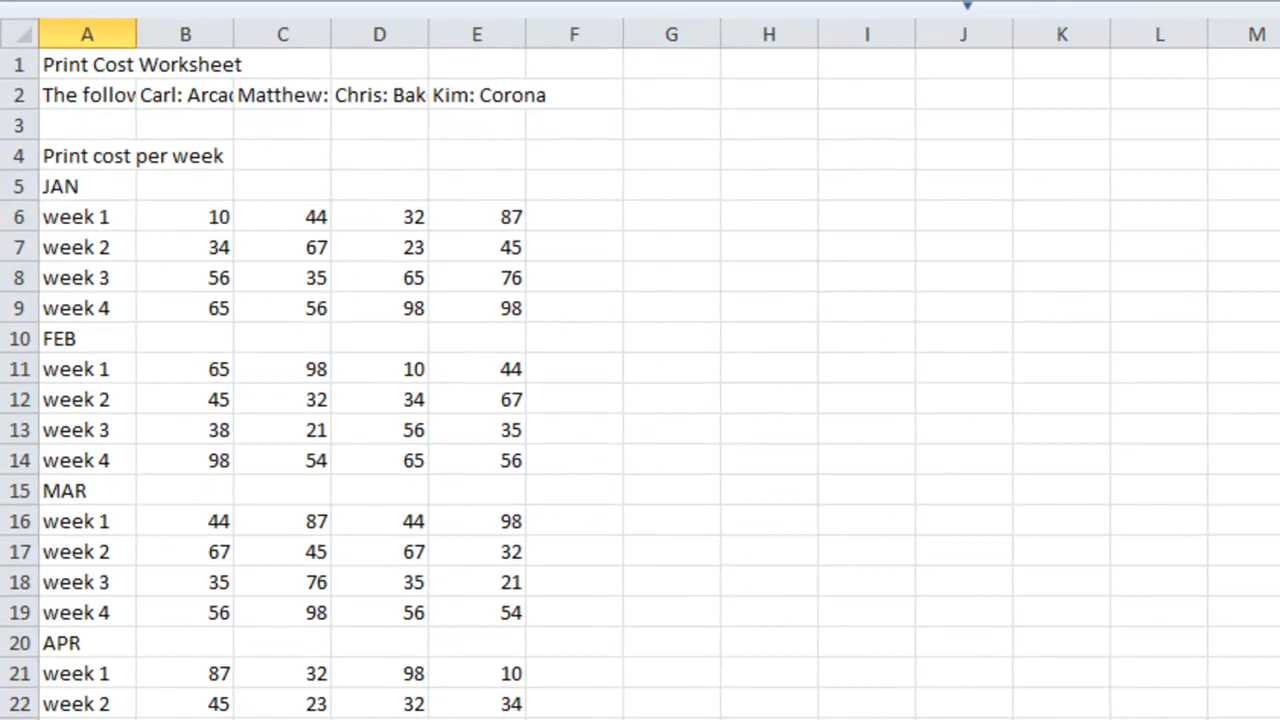 A B C D E F G H I J K L M
1 Print Cost Worksheet
2 The follow Carl: Arcad Matthew: Chris: Bak Kim: Corona
3
4 Print cost per week
5 JAN
6 week 1 10 44 32 87
7 week 2 34 67 23 45
8 week 3 56 35 65 76
9 week 4 65 56 98 98
10 FEB
11 week 1 65 98 10 44
12 week 2 45 32 34 67
13 week 3 38 21 56 35
14 week 4 98 54 65 56
15 MAR
16 week 1 44 87 44 98
17 week 2 67 45 67 32
18 week 3 35 76 35 21
19 week 4 56 98 56 54
20 APR
21 week 1 87 32 98 10
22 week 2 45 23 32 34